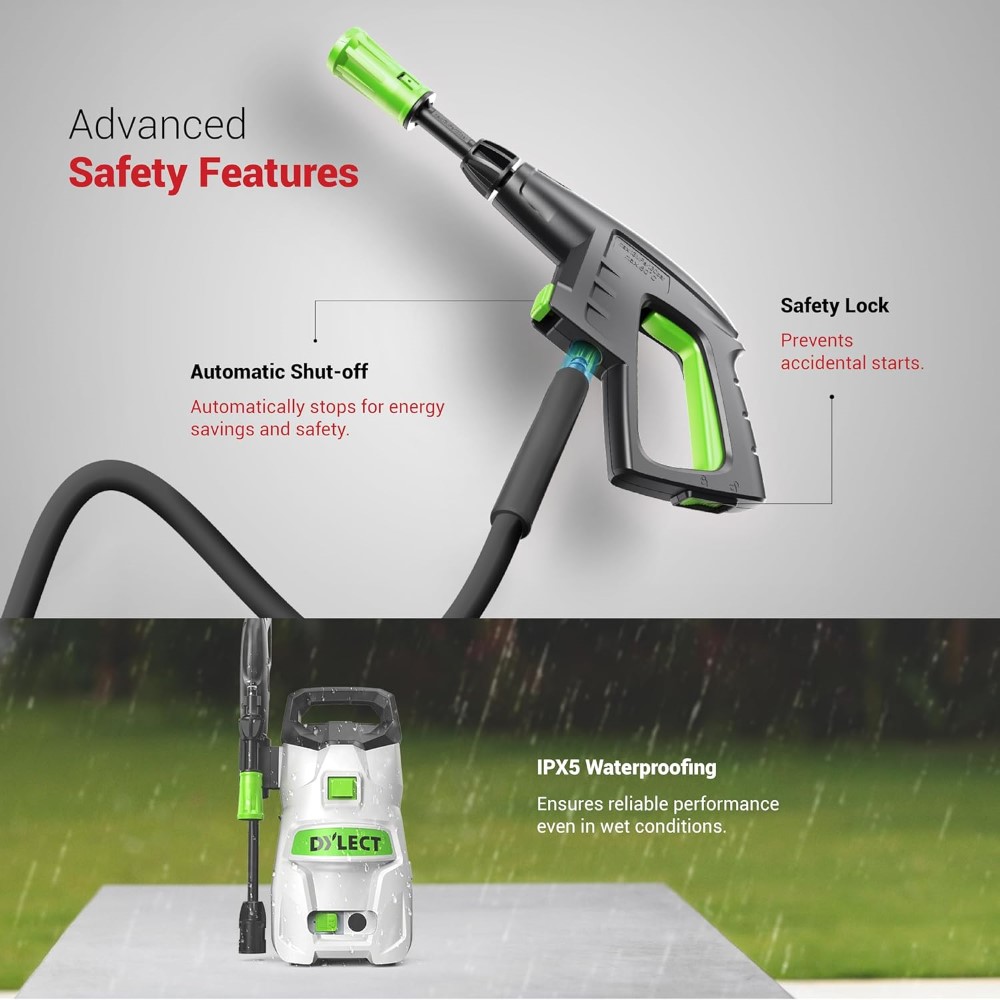 Advanced
Safety Features
Safety Lock
Prevents
accidental starts.
Automatic Shut-off
Automatically stops for energy
savings and safety.
IPX5 Waterproofing
Ensures reliable performance
even in wet conditions.
DYLECT